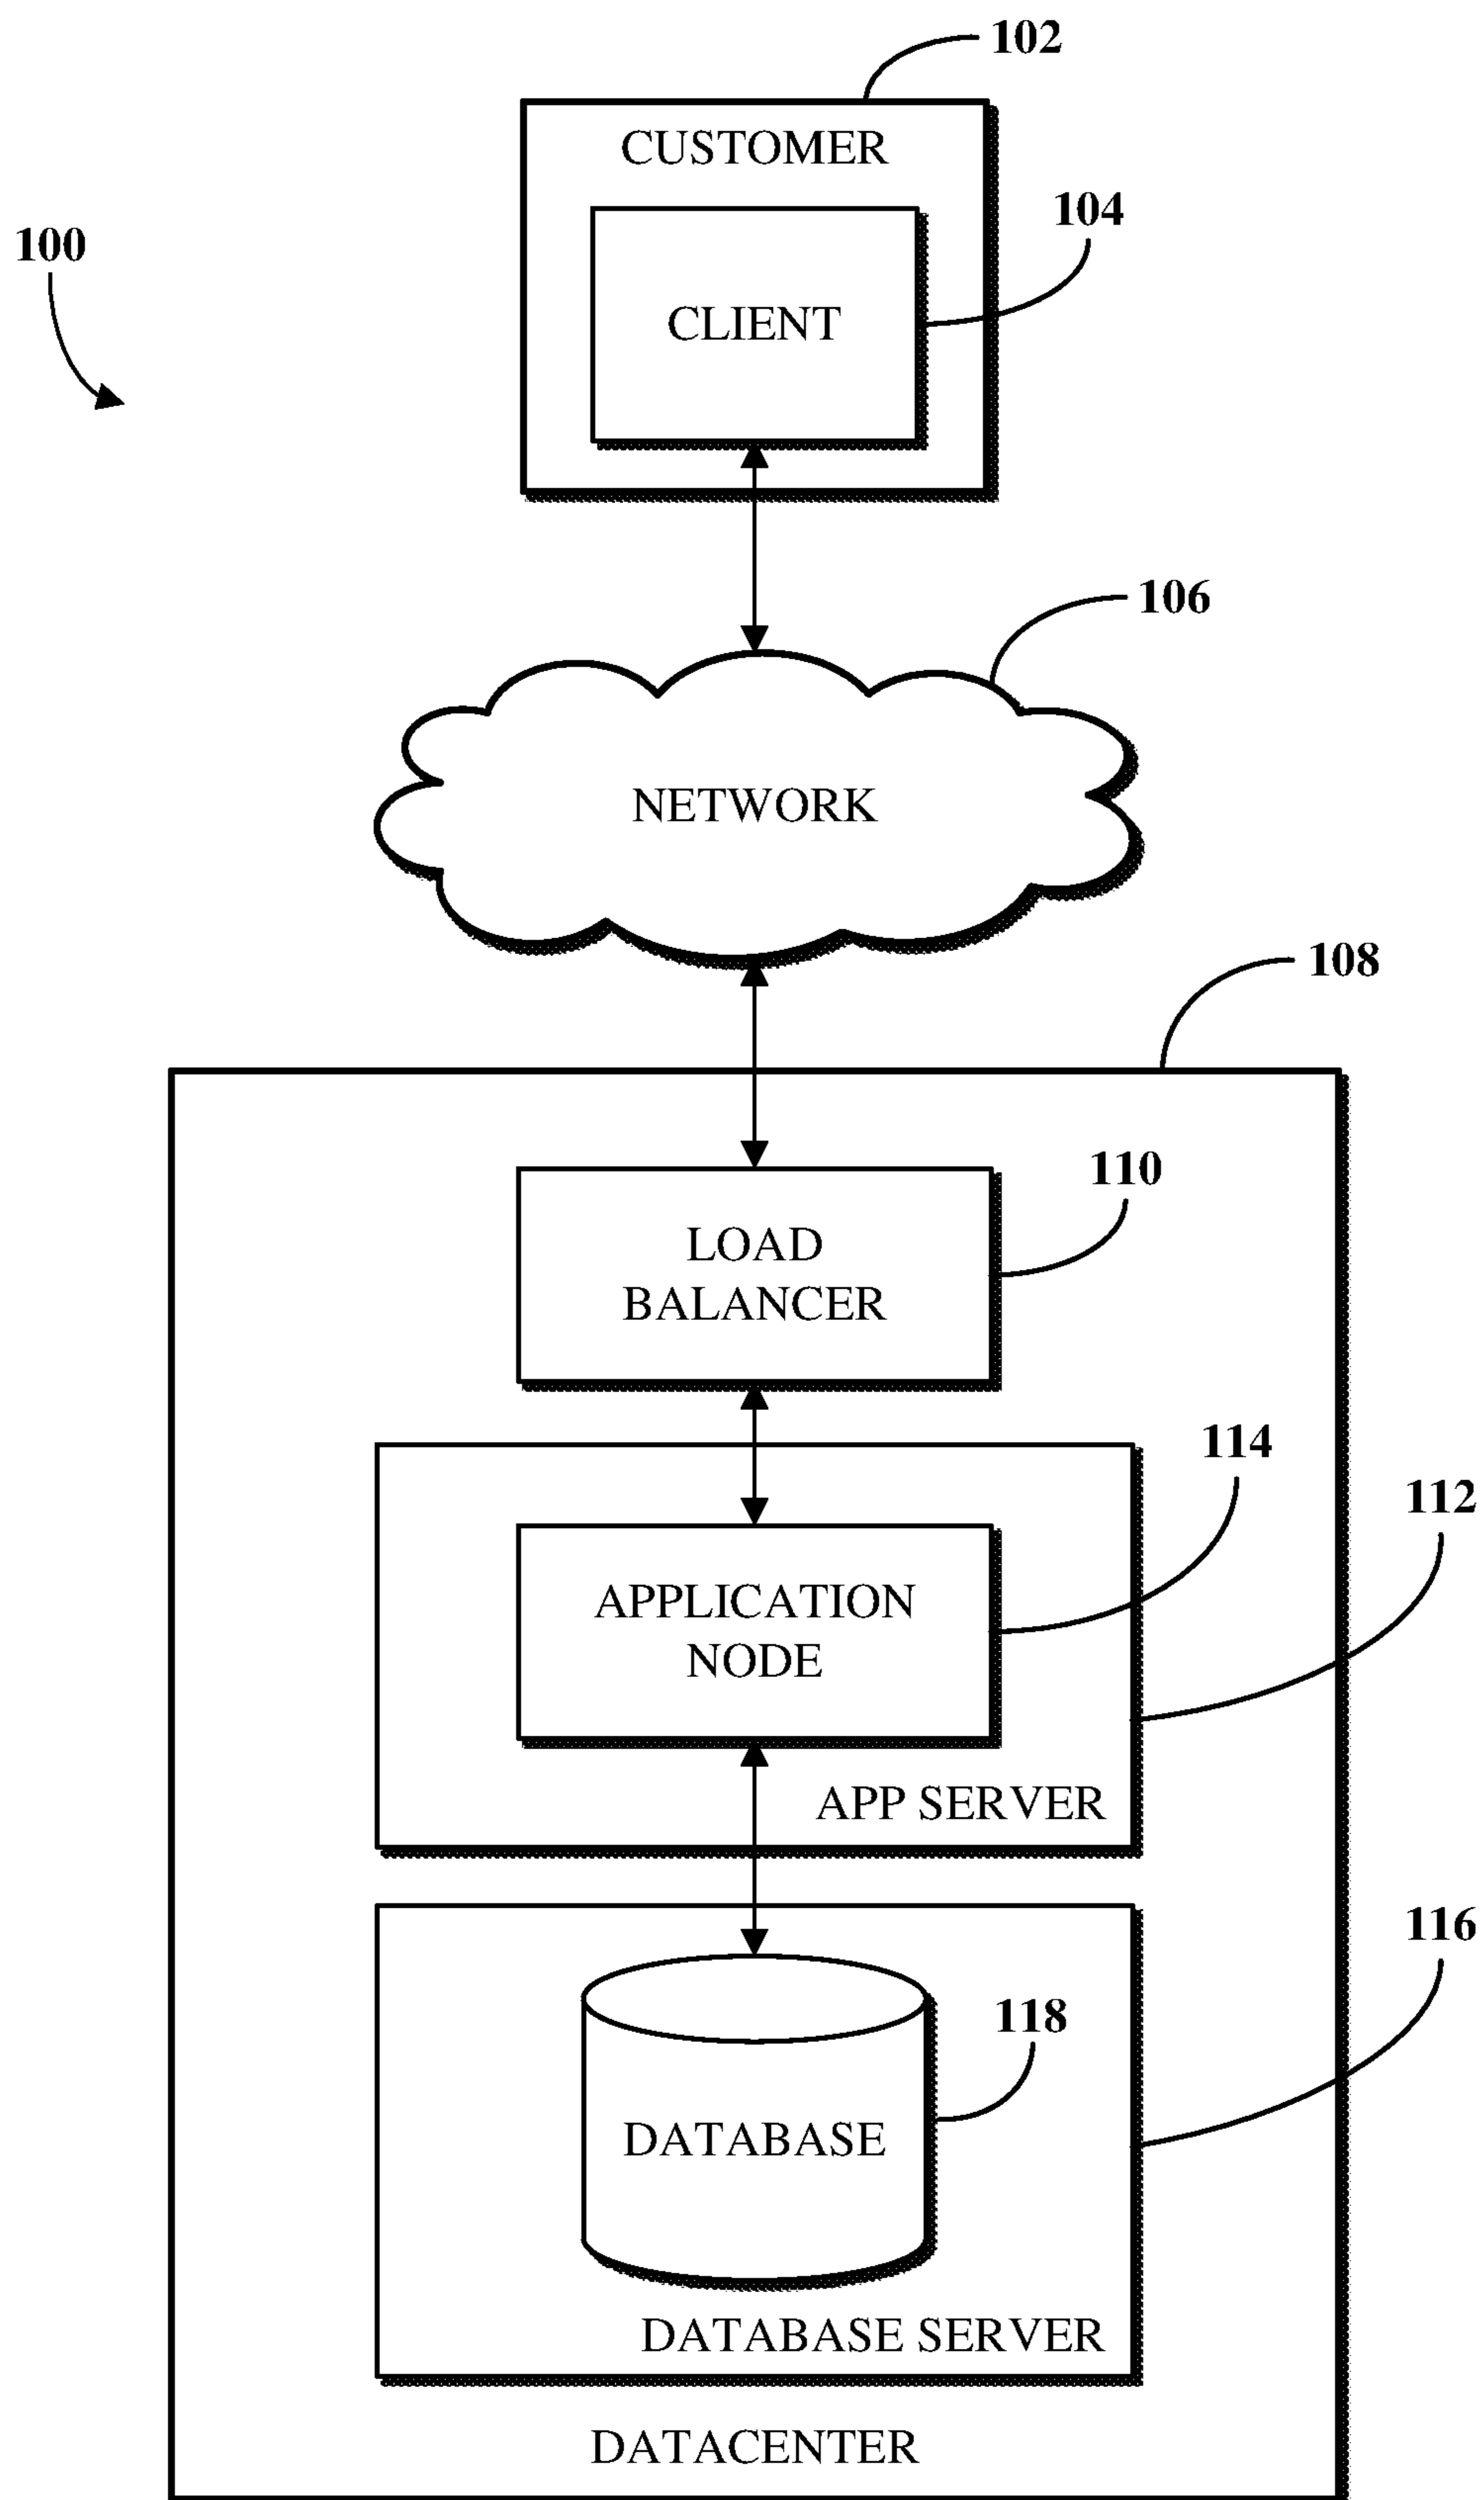 102
CUSTOMER
104
100
CLIENT
106
NETWORK
108
110
LOAD
BALANCER
114
112
APPLICATION
NODE
APP SERVER
116
118
DATABASE
DATABASE SERVER
DATACENTER